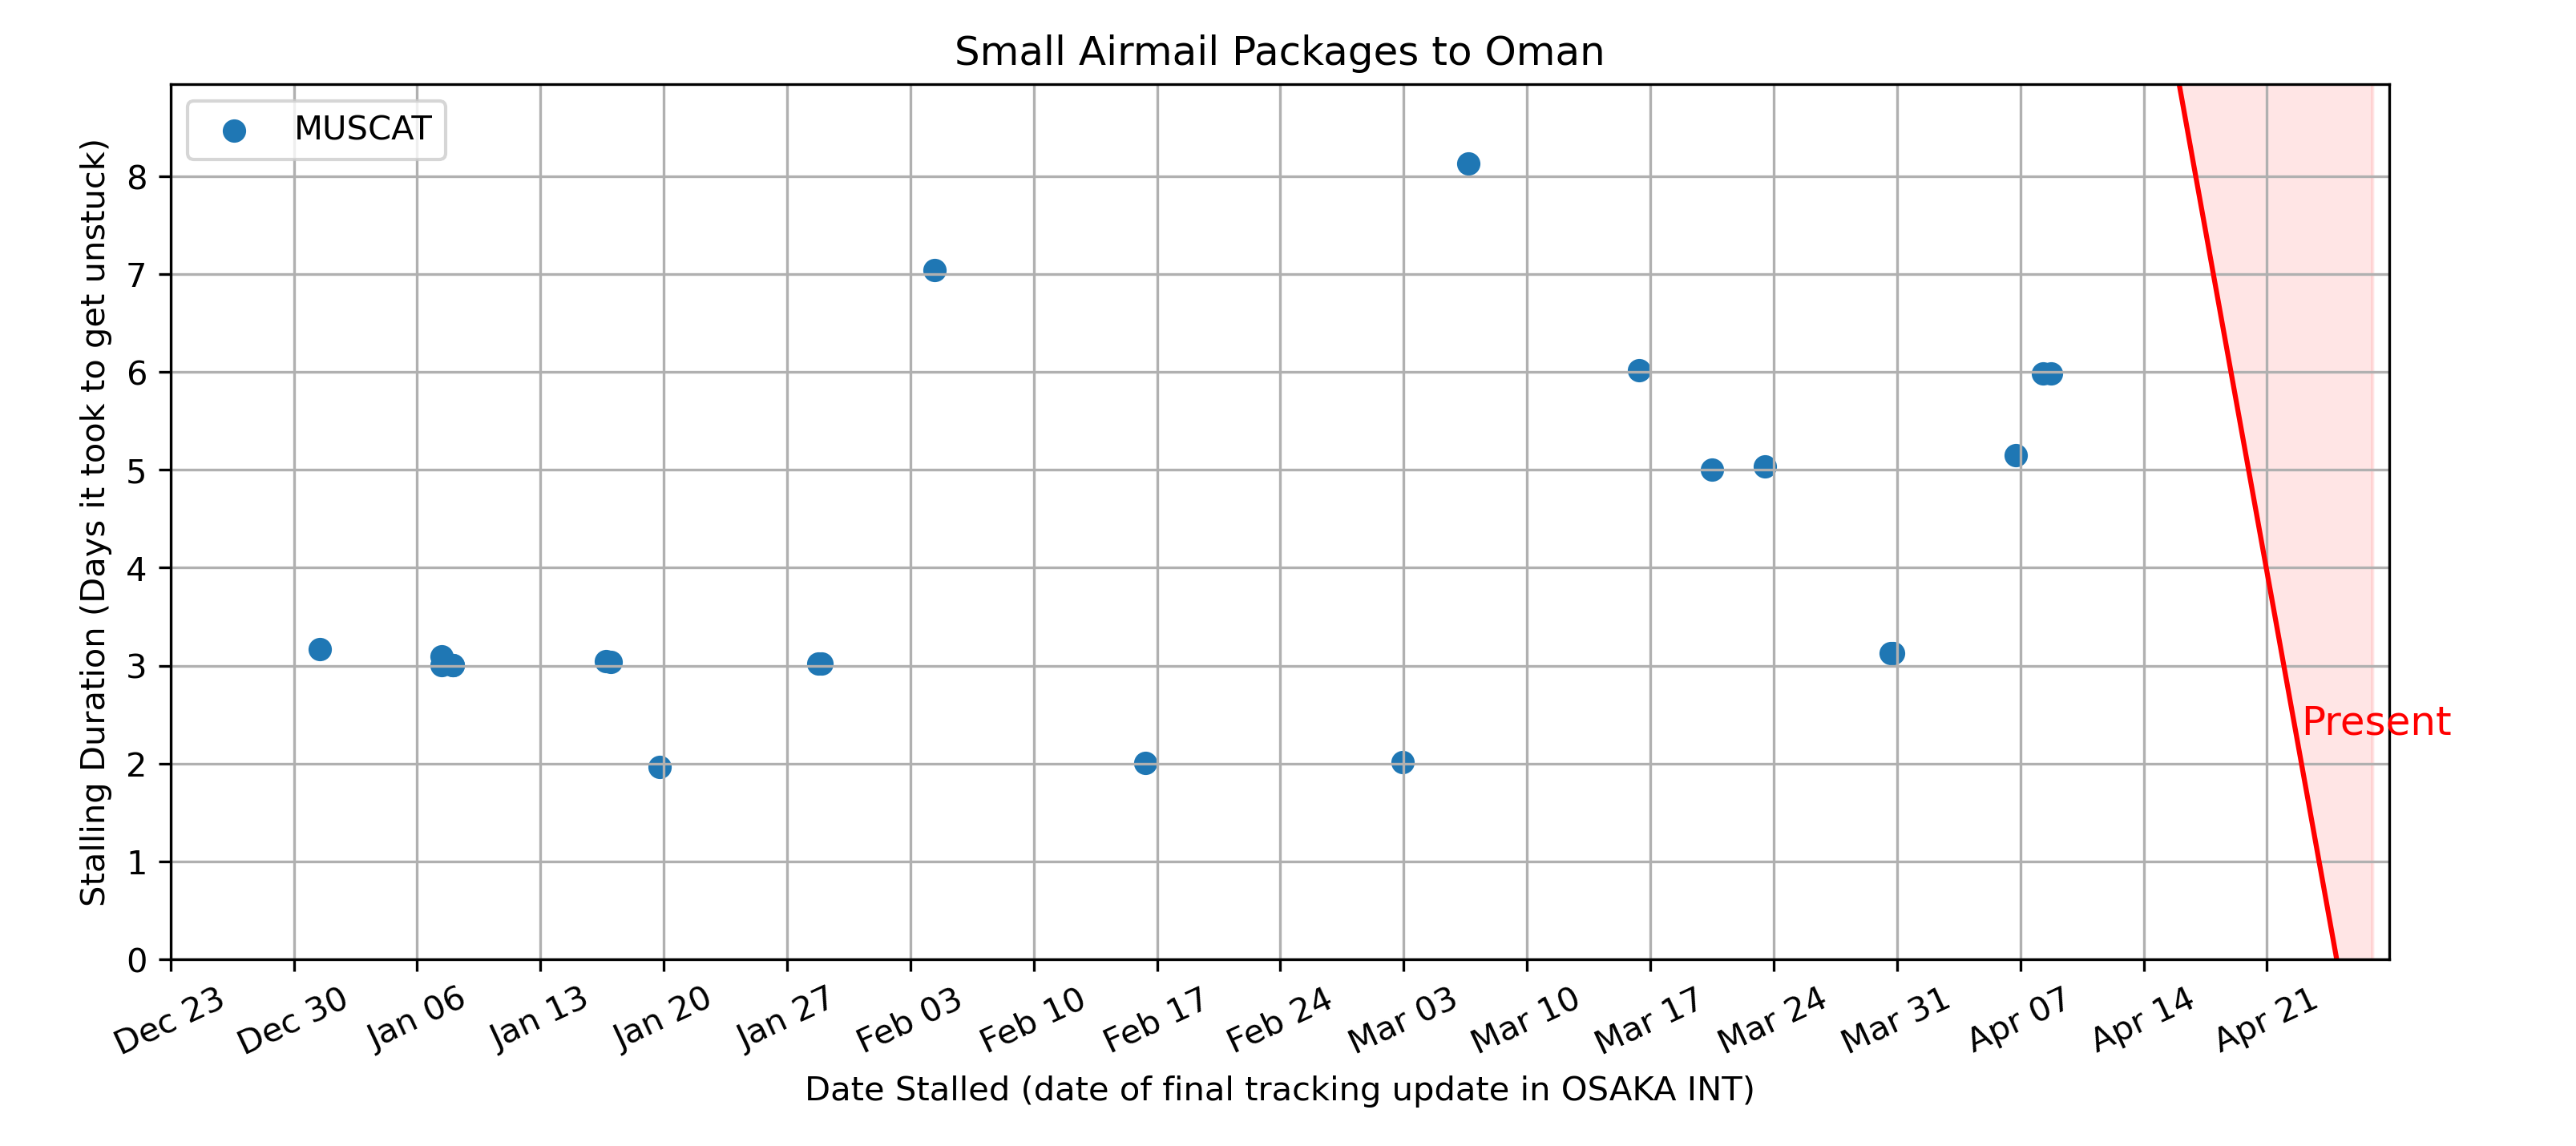 Small Airmail Packages to Oman
MUSCAT
Stalling Duration (Days it took to get unstuck)
8
7
6
5
4
3
2
1
0
Present
Dec 23
Dec 30
Jan 06
Jan 13
Jan 20
Jan 27
Feb 03
Feb 10
Feb 17
Feb 24
Mar 03
Mar 10
Mar 17
Mar 24
Mar 31
Apr 07
Apr 14
Apr 21
Date Stalled (date of final tracking update in OSAKA INT)